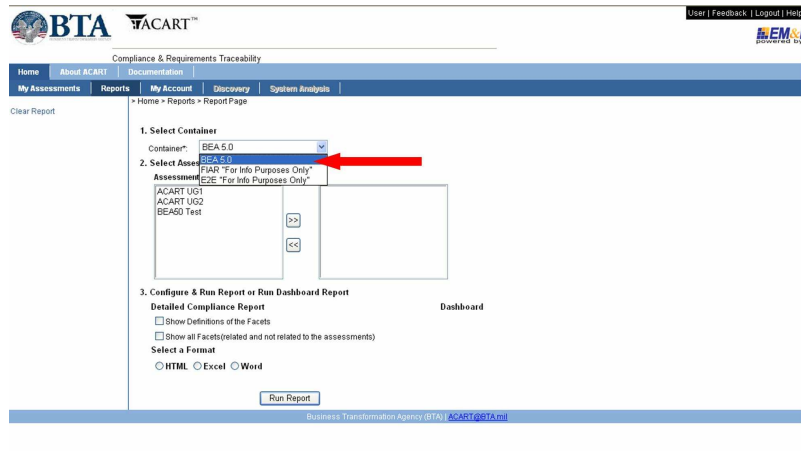 User | Feedback | Logout | Help
BTA
ACART™
EM&
powered by
Compliance & Requirements Traceability
Home About ACART Documentation
My Assessments Reports My Account Discovery System Analysis
> Home > Reports > Report Page
Clear Report
1. Select Container
Container*: BEA 5.0
BEA 5.0
2. Select Asses
FIAR "For Info Purposes Only"
Assessment
E2E "For Info Purposes Only"
ACART UG1
ACART UG2
BEA50 Test
>>
<<
3. Configure & Run Report or Run Dashboard Report
Detailed Compliance Report Dashboard
Show Definitions of the Facets
Show all Facets(related and not related to the assessments)
Select a Format
HTML Excel Word
Run Report
Business Transformation Agency (BTA) | ACART@BTA.mil